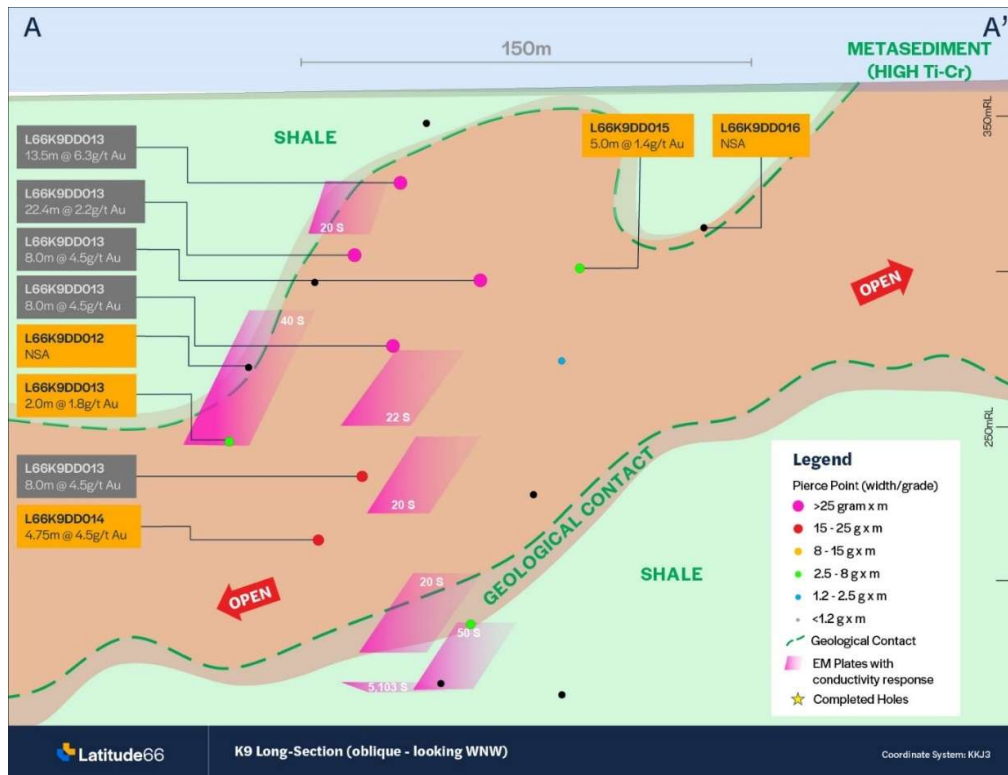 A
A'
150m
METASEDIMENT
(HIGH Ti-Cr)
350mRL
SHALE
L66K9DD013
13.5m @ 6.3g/t Au
L66K9DD015
5.0m @ 1.4g/t Au
L66K9DD016
NSA
L66K9DD013
22.4m @ 2.2g/t Au
20 S
L66K9DD013
8.0m @ 4.5g/t Au
OPEN
L66K9DD013
8.0m @ 4.5g/t Au
40 S
L66K9DD012
NSA
L66K9DD013
2.0m @ 1.8g/t Au
22 S
250mRL
L66K9DD013
8.0m @ 4.5g/t Au
20 S
L66K9DD014
4.75m @ 4.5g/t Au
GEOLOGICAL CONTACT
OPEN
20 S
SHALE
50 S
5,103 S
Legend
Pierce Point (width/grade)
>25 gram x m
15 - 25 g x m
8 - 15 g x m
2.5 - 8 g x m
1.2 - 2.5 g x m
<1.2 g x m
Geological Contact
EM Plates with
conductivity response
Completed Holes
Latitude66
K9 Long-Section (oblique - looking WNW)
Coordinate System: KKJ3